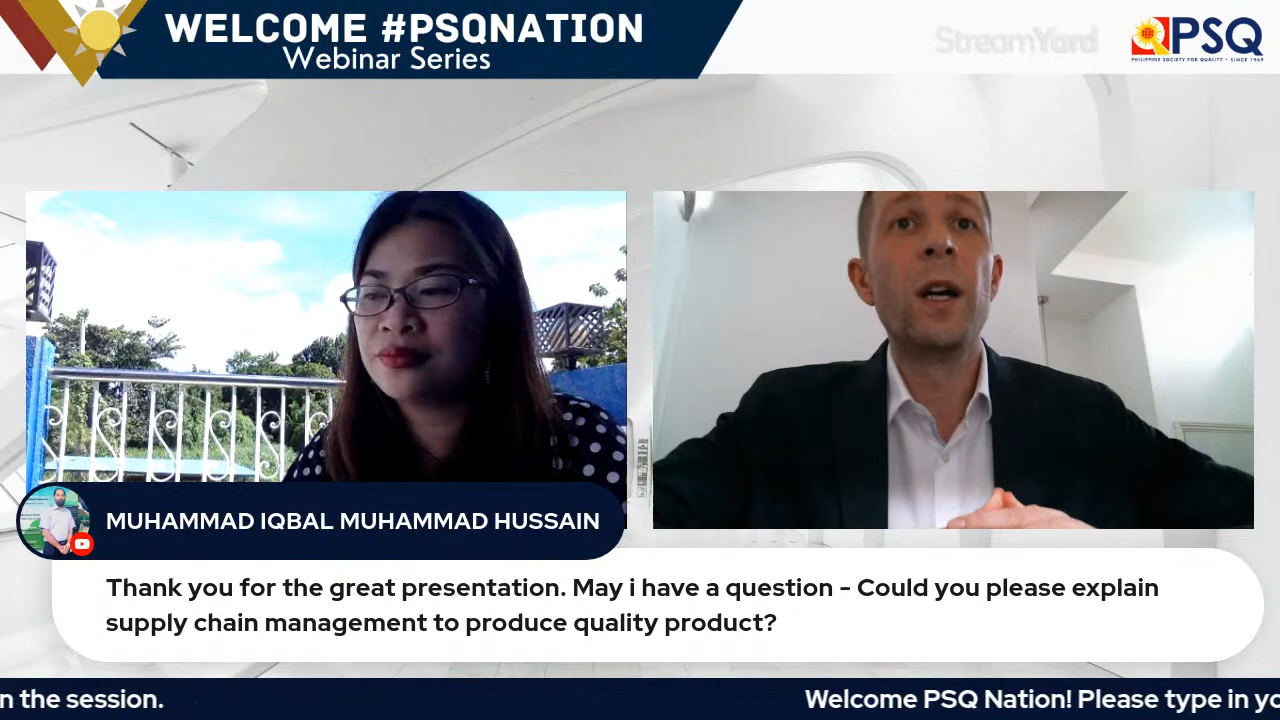 WELCOME #PSQNATION
Webinar Series
StreamYard
PSQ
PHILIPPINE SOCIETY FOR QUALITY • SINCE 1969
MUHAMMAD IQBAL MUHAMMAD HUSSAIN
Thank you for the great presentation. May i have a question - Could you please explain
supply chain management to produce quality product?
n the session.
Welcome PSQ Nation! Please type in yo